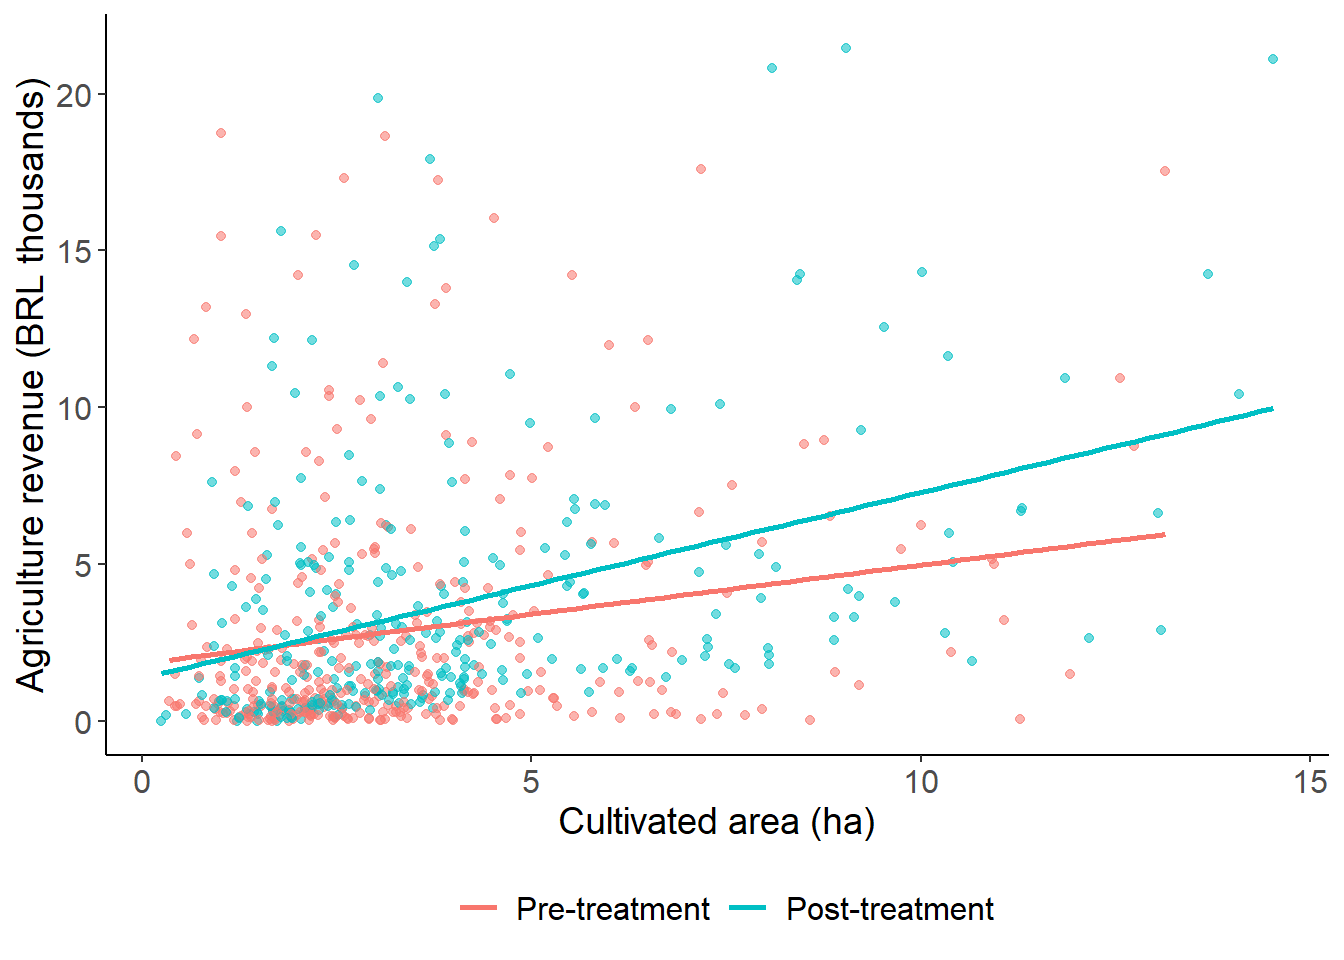 Agriculture revenue (BRL thousands)
20
15
10
5
0
0 5 10 15
Cultivated area (ha)
Pre-treatment Post-treatment